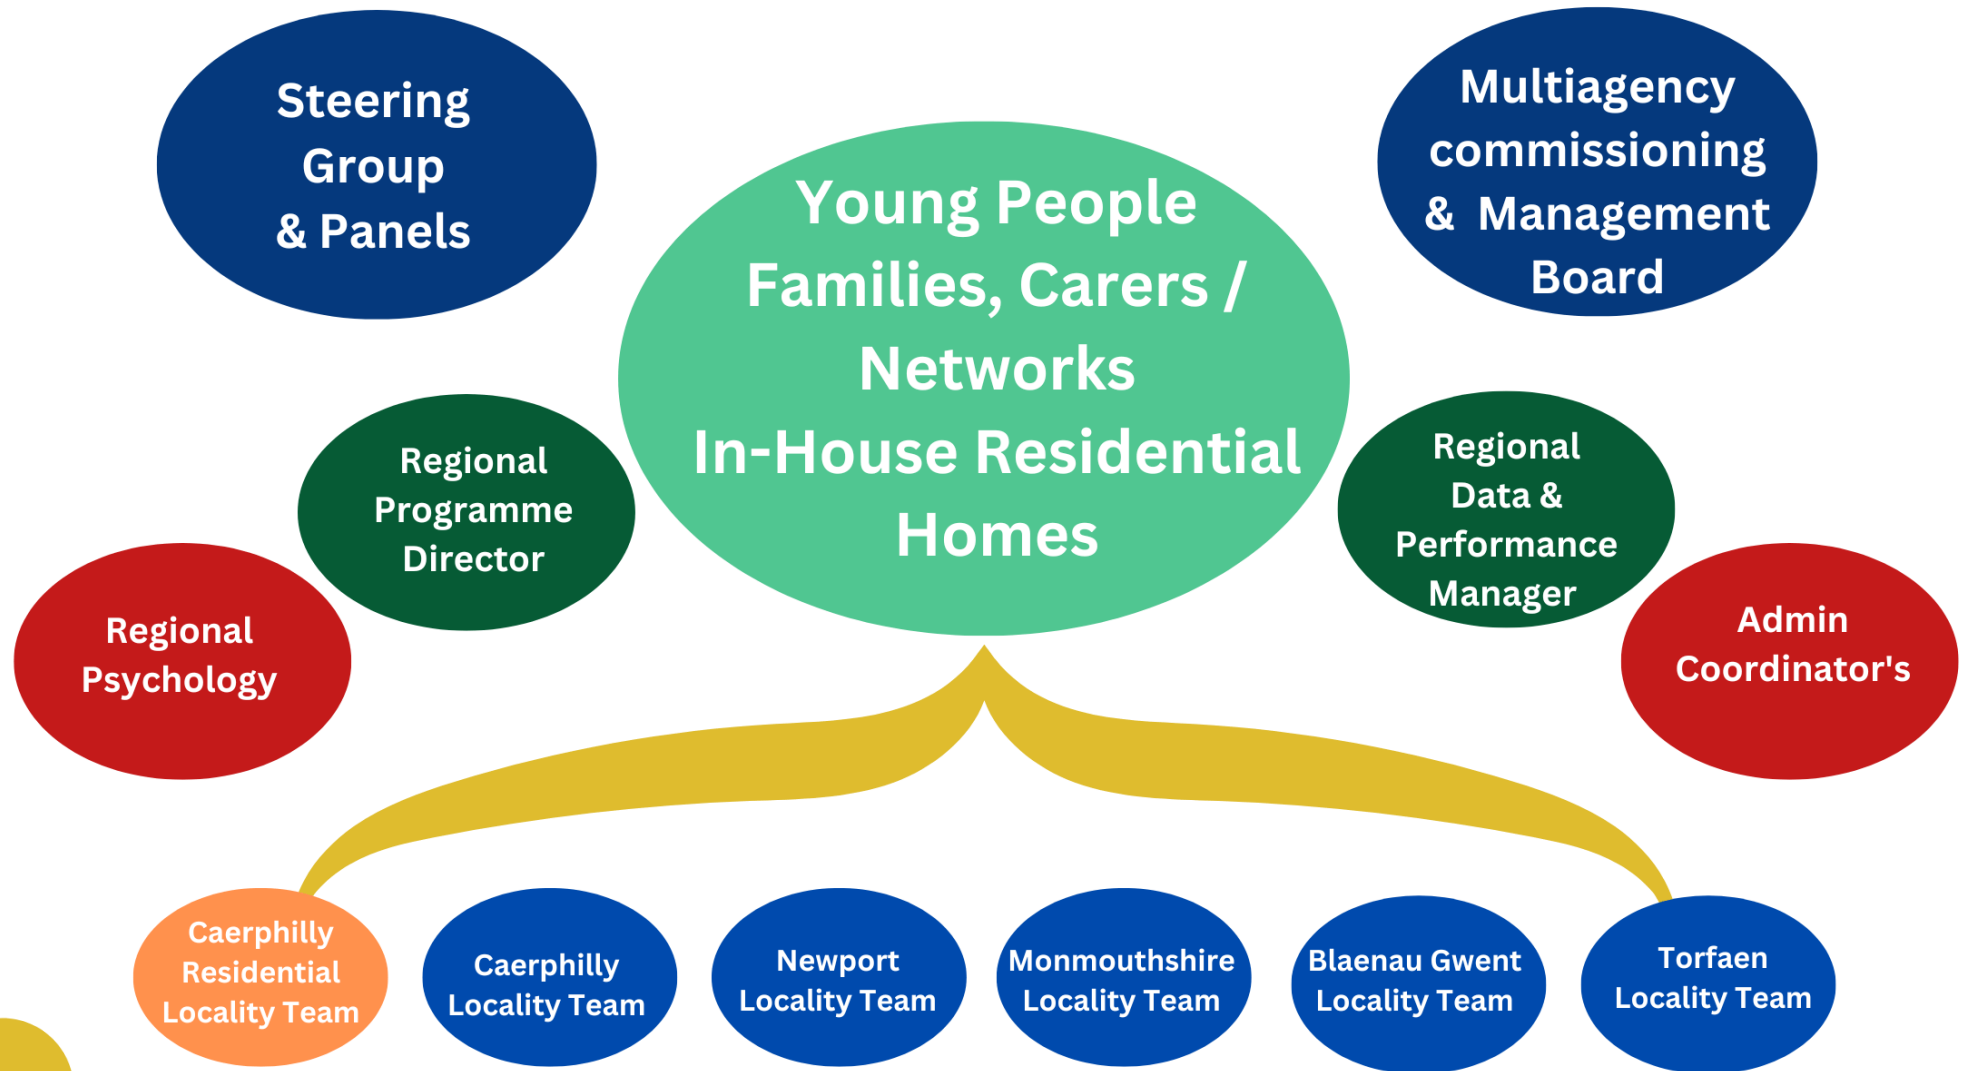 Steering
Group
& Panels
Multiagency
commissioning
& Management
Board
Young People
Families, Carers /
Networks
In-House Residential
Homes
Regional
Programme
Director
Regional
Data &
Performance
Manager
Regional
Psychology
Admin
Coordinator's
Caerphilly
Residential
Locality Team
Caerphilly
Locality Team
Newport
Locality Team
Monmouthshire
Locality Team
Blaenau Gwent
Locality Team
Torfaen
Locality Team